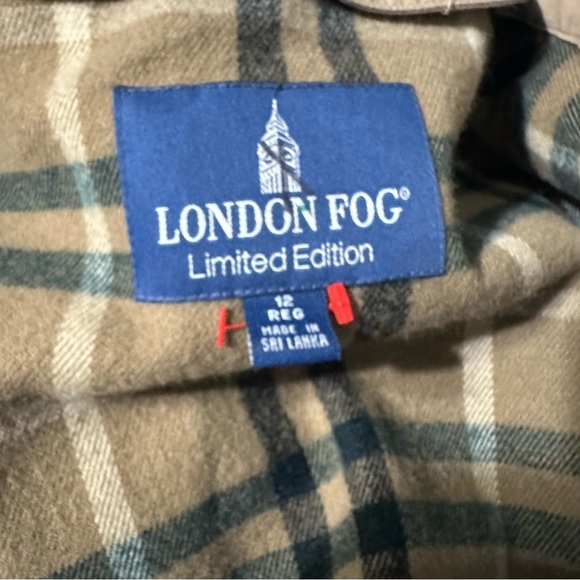 LONDON FOG®
Limited Edition
12
REG
MADE IN
SRI LANKA